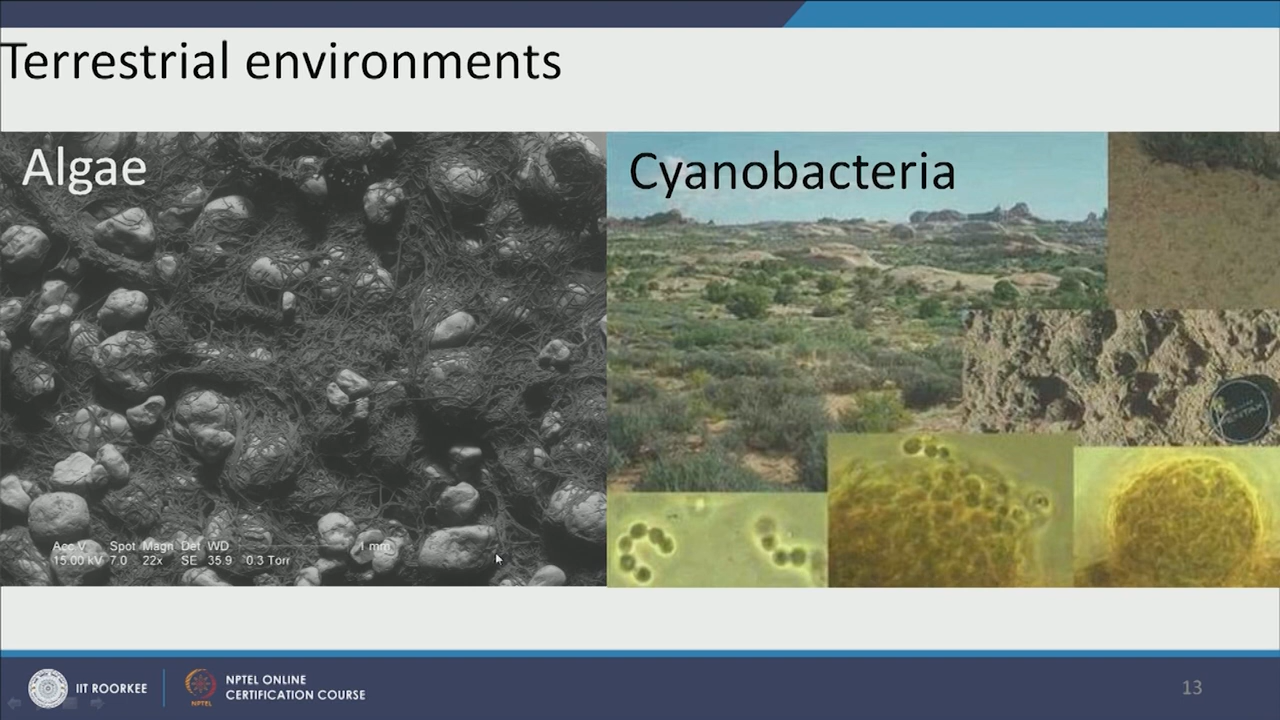 Terrestrial environments
Algae
Cyanobacteria
Acc.V Spot Magn Det WD
15.00 kV 7.0 22x SE 35.9 0.3 Torr
1 mm
IIT ROORKEE
NPTEL
NPTEL ONLINE
CERTIFICATION COURSE
13